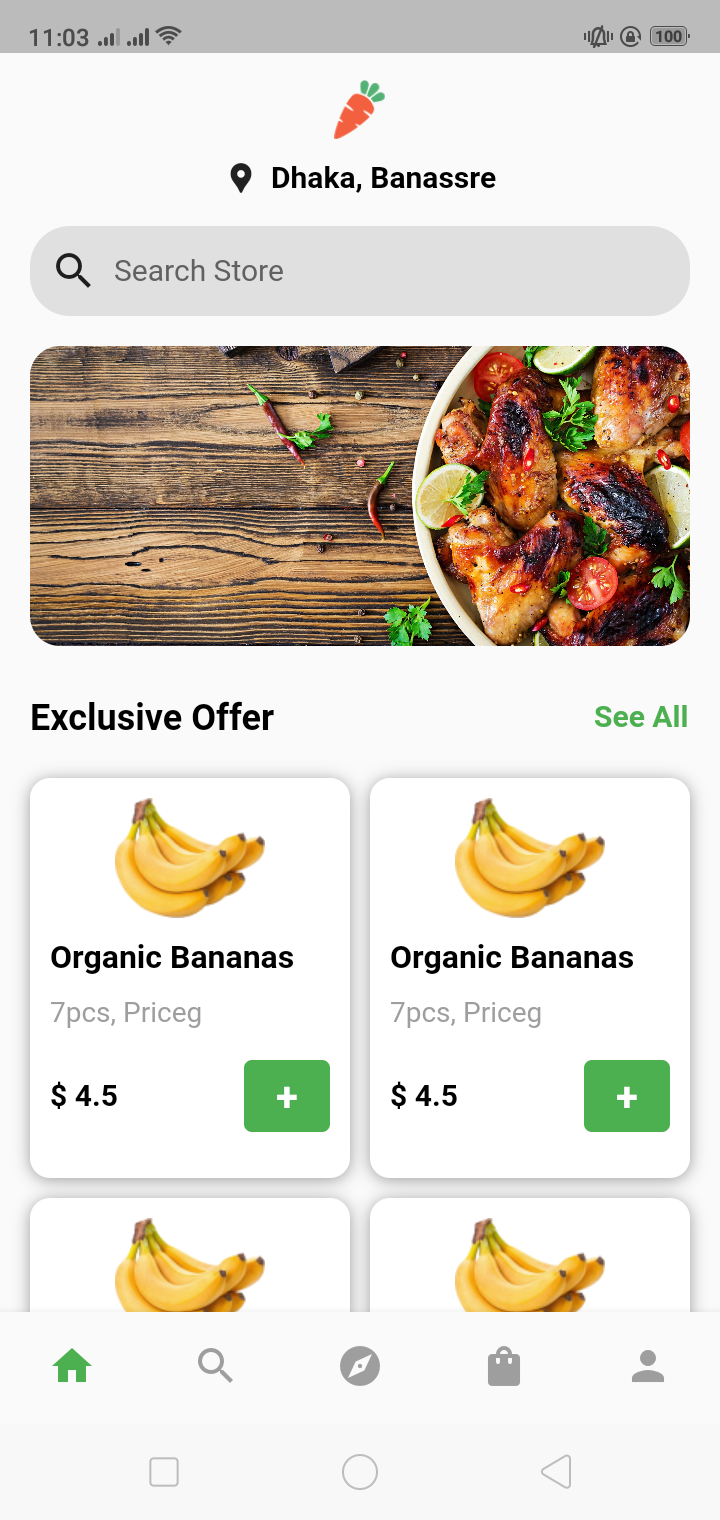 11:03
100
Dhaka, Banassre
Search Store
Exclusive Offer
See All
Organic Bananas
7pcs, Priceg
$ 4.5
+
Organic Bananas
7pcs, Priceg
$ 4.5
+